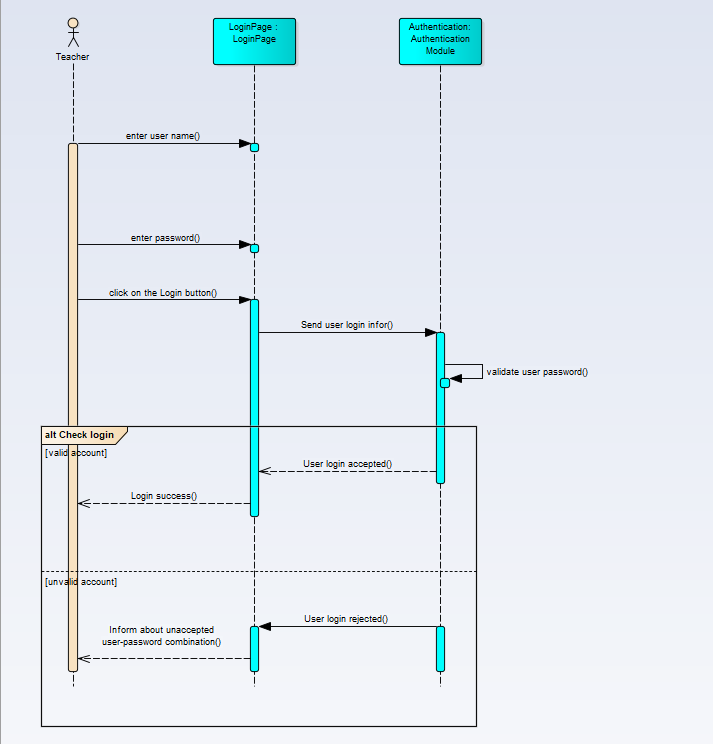 Teacher
LoginPage :
LoginPage
Authentication:
Authentication
Module
enter user name()
enter password()
click on the Login button()
Send user login infor()
validate user password()
alt Check login
[valid account]
User login accepted()
Login success()
[unvalid account]
User login rejected()
Inform about unaccepted
user-password combination()